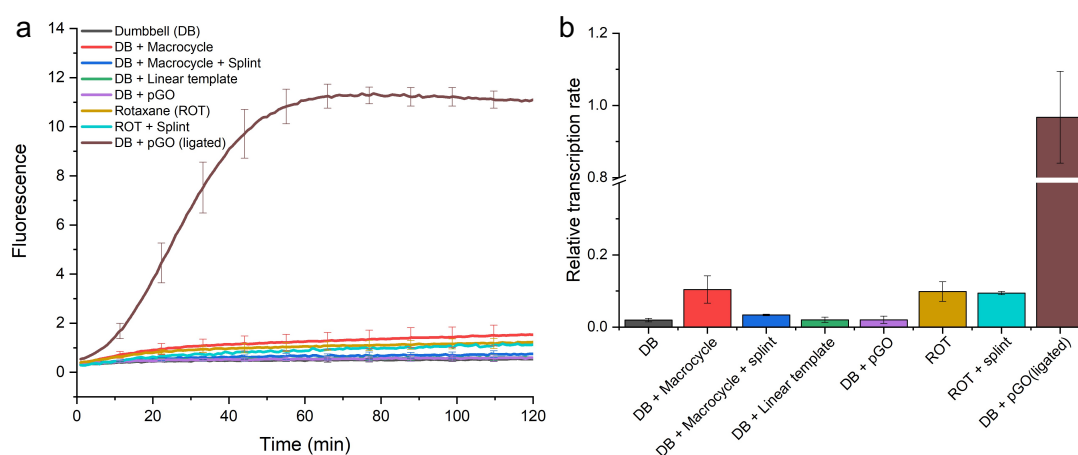 a
14
12
10
8
6
4
2
0
Fluorescence
0
20
40
60
80
100
120
Time (min)
Dumbbell (DB)
DB + Macrocycle
DB + Macrocycle + Splint
DB + Linear template
DB + pGO
Rotaxane (ROT)
ROT + Splint
DB + pGO (ligated)
b
1.2
1.0
0.8
0.2
0.0
Relative transcription rate
DB
DB + Macrocycle
DB + Macrocycle + splint
DB + Linear template
DB + pGO
ROT
ROT + splint
DB + pGO(ligated)